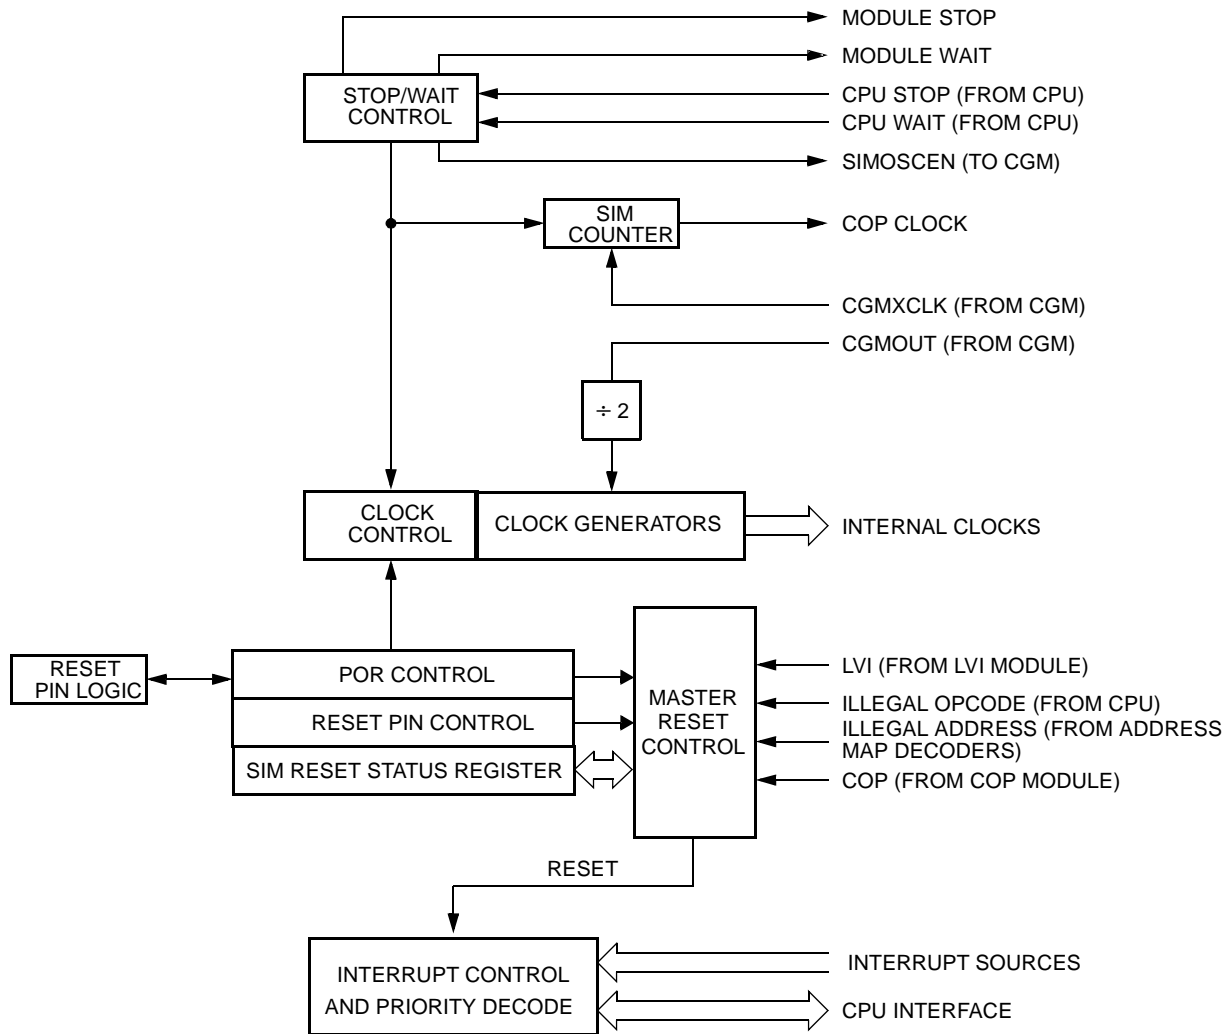 MODULE STOP
MODULE WAIT
STOP/WAIT
CONTROL
CPU STOP (FROM CPU)
CPU WAIT (FROM CPU)
SIMOSCEN (TO CGM)
SIM
COUNTER
COP CLOCK
CGMXCLK (FROM CGM)
CGMOUT (FROM CGM)
÷ 2
CLOCK
CONTROL
CLOCK GENERATORS
INTERNAL CLOCKS
RESET
PIN LOGIC
POR CONTROL
RESET PIN CONTROL
SIM RESET STATUS REGISTER
MASTER
RESET
CONTROL
LVI (FROM LVI MODULE)
ILLEGAL OPCODE (FROM CPU)
ILLEGAL ADDRESS (FROM ADDRESS
MAP DECODERS)
COP (FROM COP MODULE)
RESET
INTERRUPT CONTROL
AND PRIORITY DECODE
INTERRUPT SOURCES
CPU INTERFACE